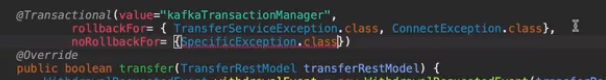 @Transactional(value="kafkaTransactionManager",
rollbackFor= { TransferServiceException.class, ConnectException.class},
noRollbackFor= {SpecificException.class})
@Override
public boolean transfer(TransferRestModel transferRestModel) {